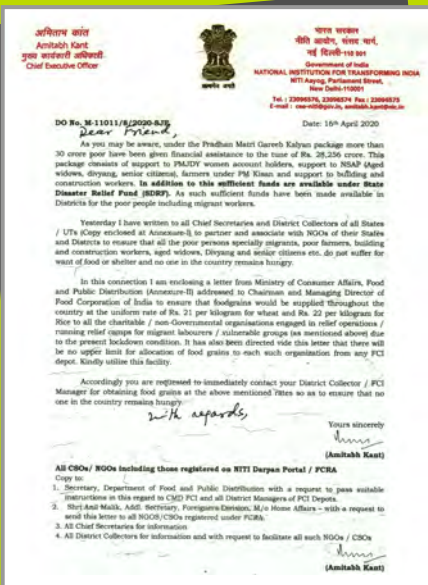 अमिताभ कांत
Amitabh Kant
मुख्य कार्यकारी अधिकारी
Chief Executive Officer
सत्यमेव जयते
भारत सरकार
नीति आयोग, संसद मार्ग,
नई दिल्ली-110 001
Government of India
NATIONAL INSTITUTION FOR TRANSFORMING INDIA
NITI Aayog, Parliament Street,
New Delhi-110001
Tel. : 23096576, 23096574 Fax : 23096575
E-mail : ceo-niti@gov.in, amitabh.kant@nic.in
DO No. M-11011/8/2020-SJE
Date: 16th April 2020
Dear Friend,
As you may be aware, under the Pradhan Matri Gareeb Kalyan package more than
30 crore poor have been given financial assistance to the tune of Rs. 28,256 crore. This
package consists of support to PMJDY women account holders, support to NSAP (Aged
widows, divyang, senior citizens), farmers under PM Kisan and support to building and
construction workers. In addition to this sufficient funds are available under State
Disaster Relief Fund (SDRF). As such sufficient funds have been made available in
Districts for the poor people including migrant workers.
Yesterday I have written to all Chief Secretaries and District Collectors of all States
/ UTs (Copy enclosed at Annexure-I) to partner and associate with NGOs of their States
and Districts to ensure that all the poor persons specially migrants, poor farmers, building
and construction workers, aged widows, Divyang and senior citizens etc. do not suffer for
want of food or shelter and no one in the country remains hungry.
In this connection I am enclosing a letter from Ministry of Consumer Affairs, Food
and Public Distribution (Annexure-II) addressed to Chairman and Managing Director of
Food Corporation of India to ensure that foodgrains would be supplied throughout the
country at the uniform rate of Rs. 21 per kilogram for wheat and Rs. 22 per kilogram for
Rice to all the charitable / non-Governmental organisations engaged in relief operations /
running relief camps for migrant labourers / vulnerable groups (as mentioned above) due
to the present lockdown condition. It has also been directed vide this letter that there will
be no upper limit for allocation of food grains to each such organization from any FCI
depot. Kindly utilise this facility.
Accordingly you are requested to immediately contact your District Collector / FCI
Manager for obtaining food grains at the above mentioned rates so as to ensure that no
one in the country remains hungry.
with regards,
Yours sincerely
(Amitabh Kant)
All CSOs/ NGOs including those registered on NITI Darpan Portal / FCRA
Copy to:
1. Secretary, Department of Food and Public Distribution with a request to pass suitable
instructions in this regard to CMD FCI and all District Managers of FCI Depots.
2. Shri Anil Malik, Addl. Secretary, Foreigners Division, M/o Home Affairs – with a request to
send this letter to all NGOS/CSOs registered under FCRA.
3. All Chief Secretaries for information
4. All District Collectors for information and with request to facilitate all such NGOs / CSOs
(Amitabh Kant)